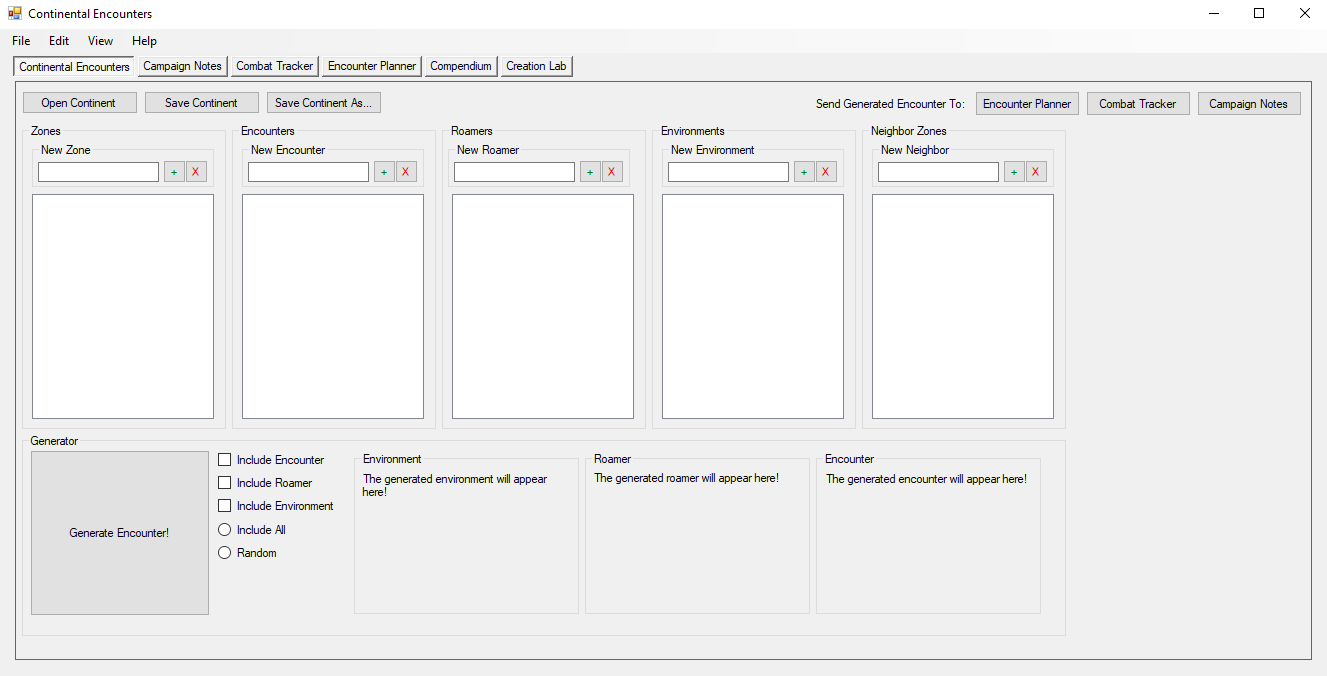 Continental Encounters
File Edit View Help
Continental Encounters Campaign Notes Combat Tracker Encounter Planner Compendium Creation Lab
Open Continent Save Continent Save Continent As... Send Generated Encounter To: Encounter Planner Combat Tracker Campaign Notes
Zones Encounters Roamers Environments Neighbor Zones
New Zone New Encounter New Roamer New Environment New Neighbor
+ X + X + X + X + X
Generator
Generate Encounter!
Include Encounter
Include Roamer
Include Environment
Include All
Random
Environment
The generated environment will appear
here!
Roamer
The generated roamer will appear here!
Encounter
The generated encounter will appear here!